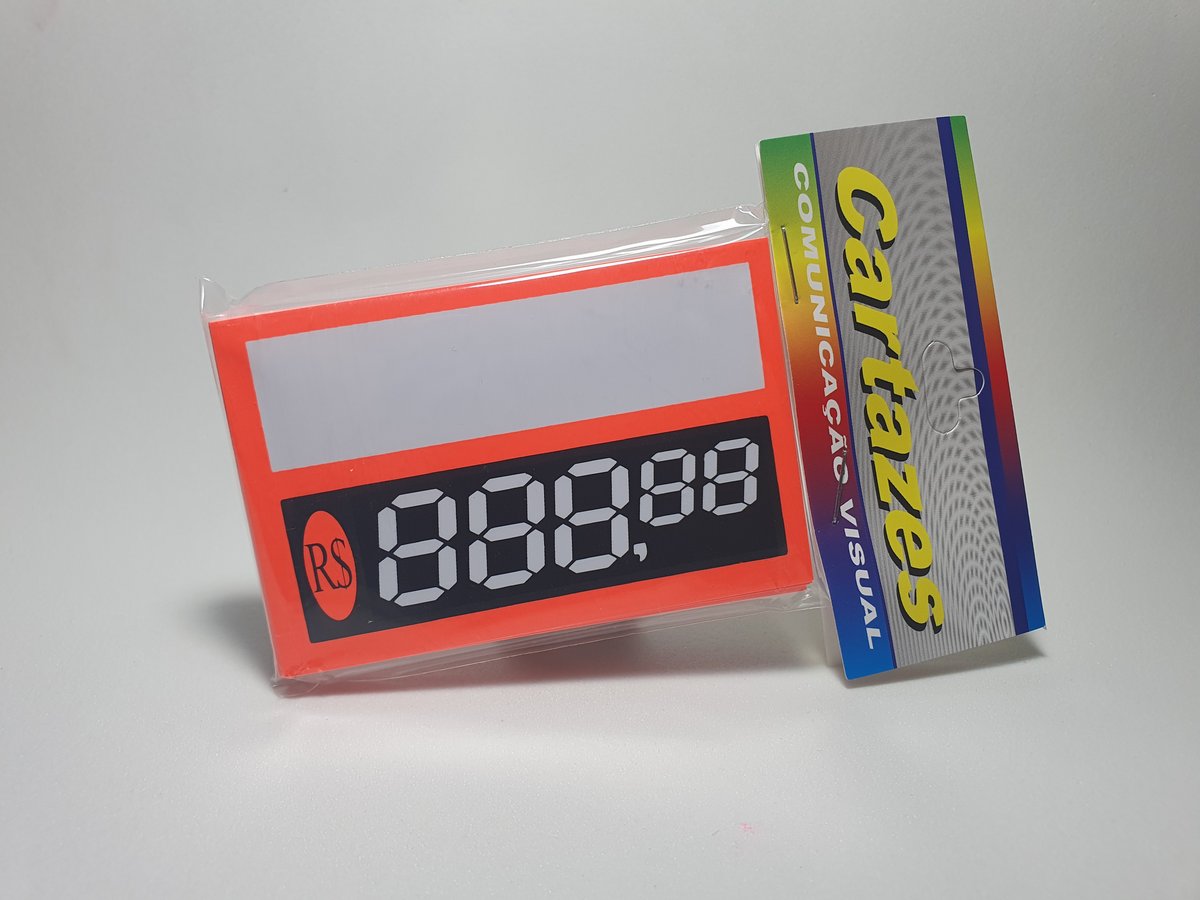 R$ 888,88
Cartazes
COMUNICAÇÃO VISUAL